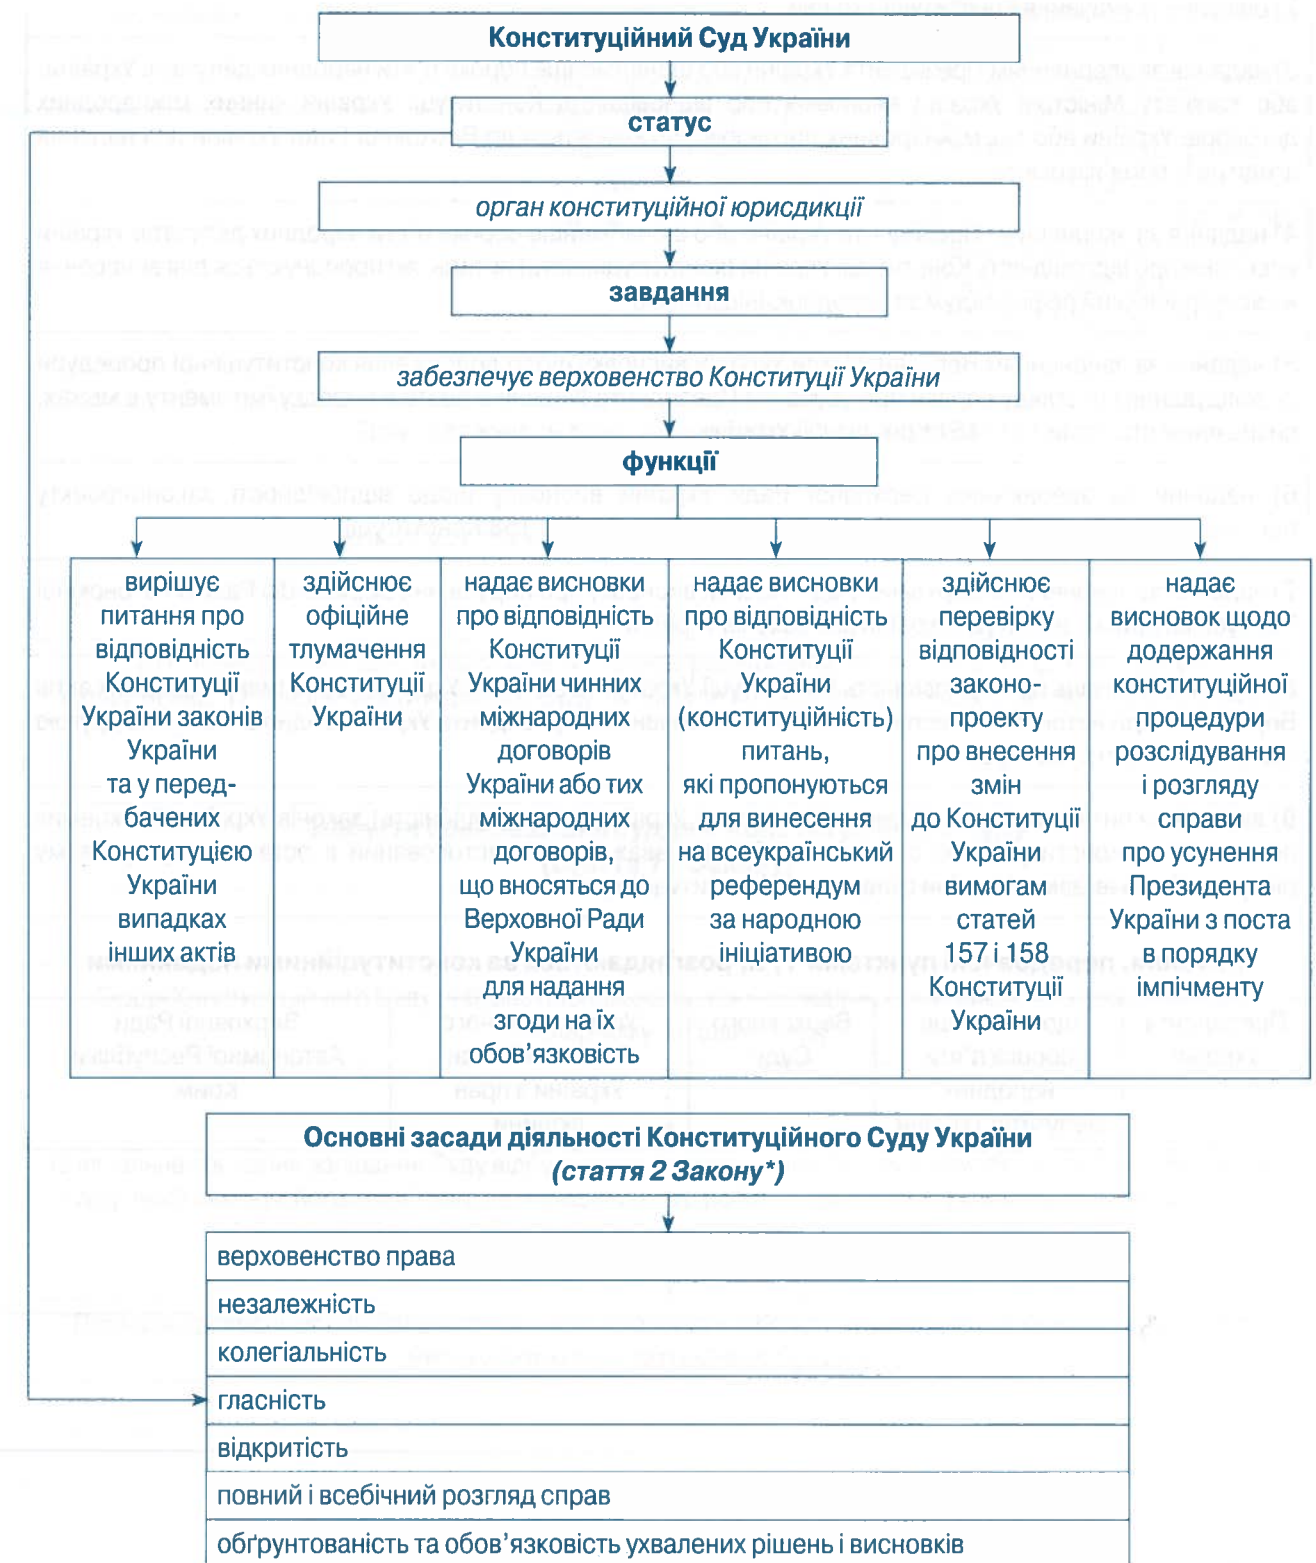 Конституційний Суд України
статус
орган конституційної юрисдикції
завдання
забезпечує верховенство Конституції України
функції
вирішує
питання про
відповідність
Конституції
України законів
України
та у перед-
бачених
Конституцією
України
випадках
інших актів
здійснює
офіційне
тлумачення
Конституції
України
надає висновки
про відповідність
Конституції
України чинних
міжнародних
договорів
України або тих
міжнародних
договорів,
що вносяться до
Верховної Ради
України
для надання
згоди на їх
обов’язковість
надає висновки
про відповідність
Конституції
України
(конституційність)
питань,
які пропонуються
для винесення
на всеукраїнський
референдум
за народною
ініціативою
здійснює
перевірку
відповідності
законо-
проекту
про внесення
змін
до Конституції
України
вимогам
статей
157 і 158
Конституції
України
надає
висновок щодо
додержання
конституційної
процедури
розслідування
і розгляду
справи
про усунення
Президента
України з поста
в порядку
імпічменту
Основні засади діяльності Конституційного Суду України
(стаття 2 Закону*)
верховенство права
незалежність
колегіальність
гласність
відкритість
повний і всебічний розгляд справ
обґрунтованість та обов’язковість ухвалених рішень і висновків